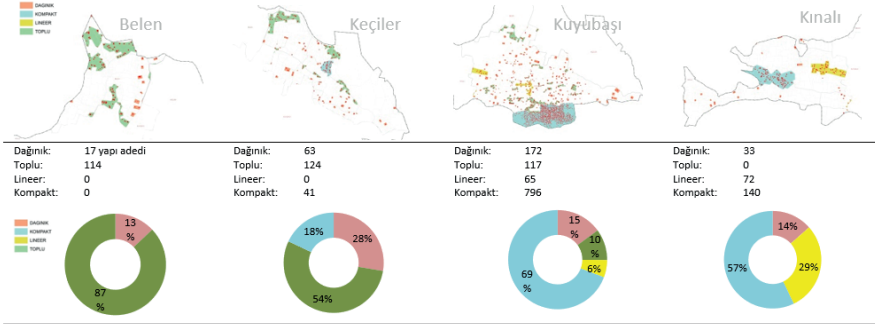 DAGINIK
KOMPAKT
LINEER
TOPLU
Belen
Keçiler
Kuyubaşı
Kınalı
Dağınık: 17 yapı adedi
Toplu: 114
Lineer: 0
Kompakt: 0
Dağınık: 63
Toplu: 124
Lineer: 0
Kompakt: 41
Dağınık: 172
Toplu: 117
Lineer: 65
Kompakt: 796
Dağınık: 33
Toplu: 0
Lineer: 72
Kompakt: 140
DAGINIK
KOMPAKT
LINEER
TOPLU
13
%
87
%
18%
28%
54%
15
%
10
%
6%
69
%
14%
29%
57%